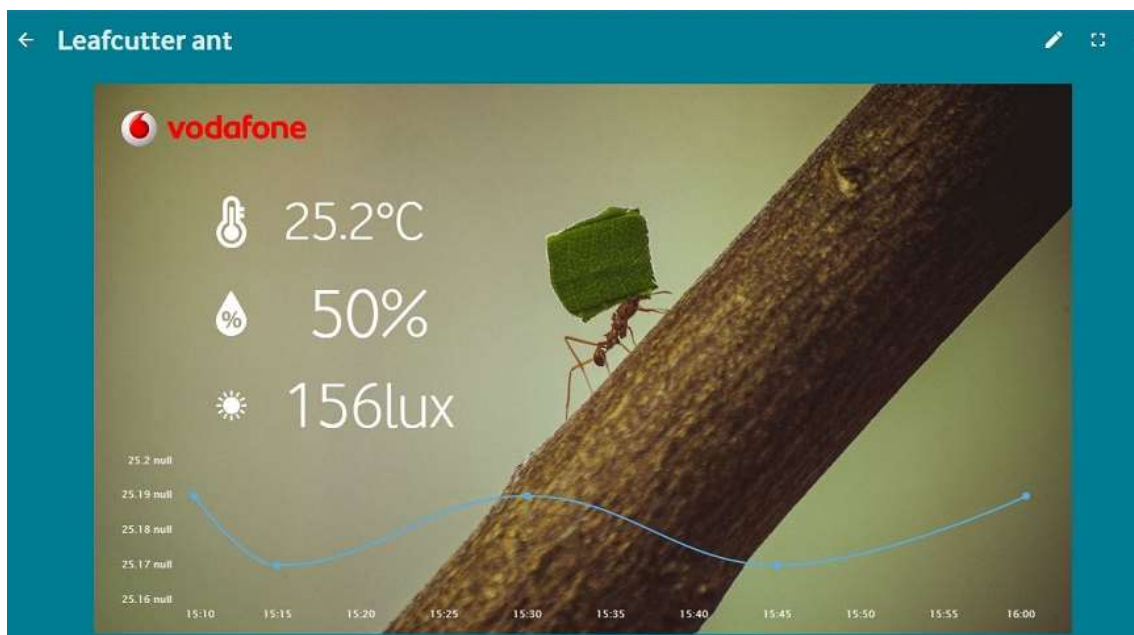 Leafcutter ant
vodafone
25.2°C
%
50%
156lux
25.2 null
25.19 null
25.18 null
25.17 null
25.16 null
15:10 15:15 15:20 15:25 15:30 15:35 15:40 15:45 15:50 15:55 16:00